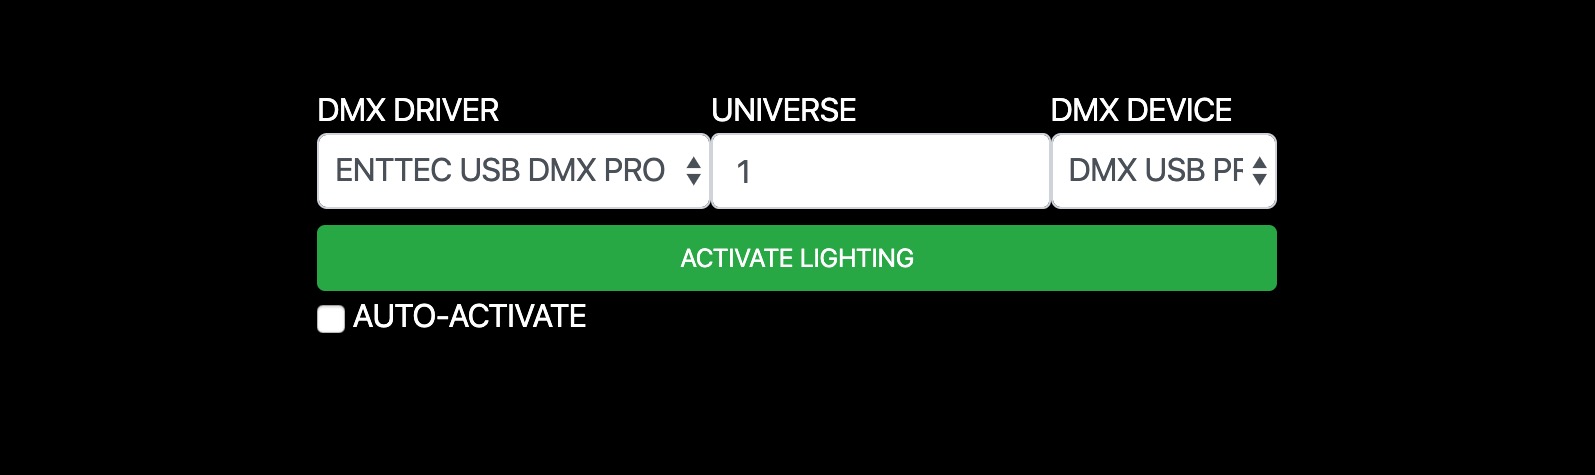 DMX DRIVER UNIVERSE DMX DEVICE
ENTTEC USB DMX PRO 1 DMX USB
ACTIVATE LIGHTING
AUTO-ACTIVATE